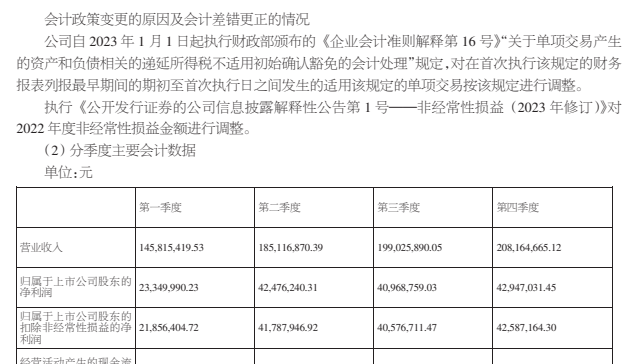 会计政策变更的原因及会计差错更正的情况
公司自 2023 年 1 月 1 日起执行财政部颁布的《企业会计准则解释第 16 号》“关于单项交易产生
的资产和负债相关的递延所得税不适用初始确认豁免的会计处理”规定，对在首次执行该规定的财务
报表列报最早期间的期初至首次执行日之间发生的适用该规定的单项交易按该规定进行调整。
执行《公开发行证券的公司信息披露解释性公告第 1 号——非经常性损益（2023 年修订）》对
2022 年度非经常性损益金额进行调整。
（2）分季度主要会计数据
单位：元
第一季度 第二季度 第三季度 第四季度
营业收入 145,815,419.53 185,116,870.39 199,025,890.05 208,164,665.12
归属于上市公司股东的
净利润 23,349,990.23 42,476,240.31 40,968,759.03 42,947,031.45
归属于上市公司股东的
扣除非经常性损益的净 21,856,404.72 41,787,946.92 40,576,711.47 42,587,164.30
利润
经营活动产生的现金流